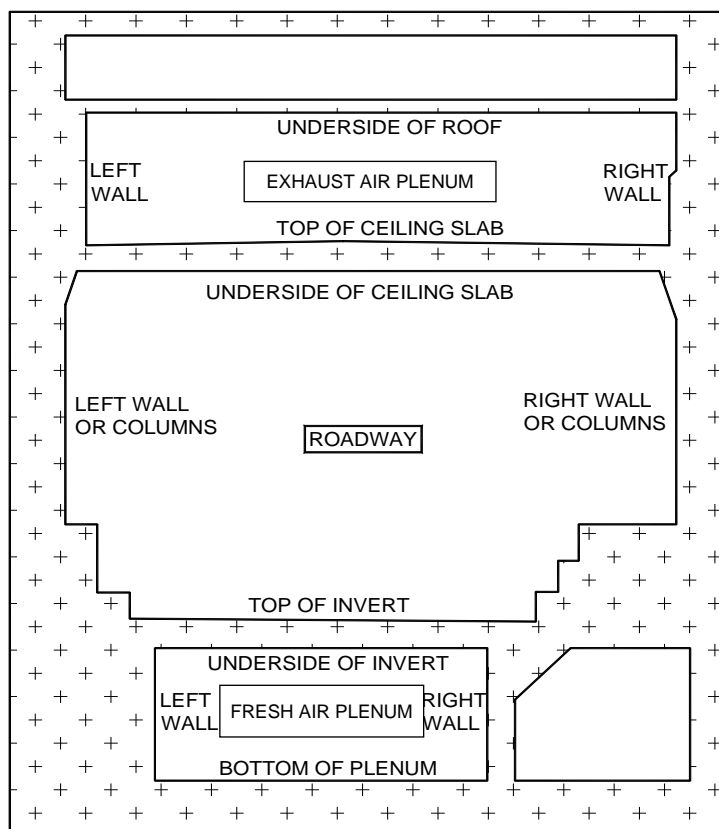 UNDERSIDE OF ROOF
LEFT
WALL
EXHAUST AIR PLENUM
RIGHT
WALL
TOP OF CEILING SLAB
UNDERSIDE OF CEILING SLAB
LEFT WALL
OR COLUMNS
ROADWAY
RIGHT WALL
OR COLUMNS
TOP OF INVERT
UNDERSIDE OF INVERT
LEFT
WALL
FRESH AIR PLENUM
RIGHT
WALL
BOTTOM OF PLENUM